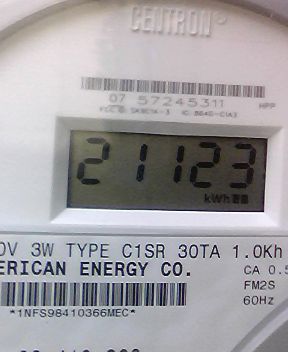 CENTRON®
07 57245311
HPP
21123
kWh
0V 3W TYPE C1SR 30TA 1.0Kh
ERICAN ENERGY CO.
CA 0.5
FM2S
60Hz
*1NFS98410366MEC*